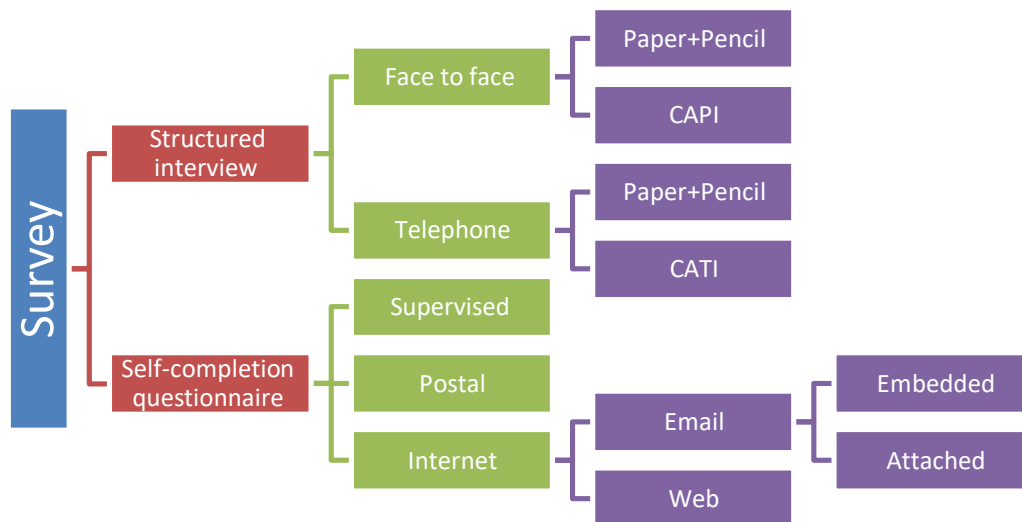 Survey
Structured
interview
Face to face
Paper+Pencil
CAPI
Telephone
Paper+Pencil
CATI
Self-completion
questionnaire
Supervised
Postal
Internet
Email
Embedded
Attached
Web